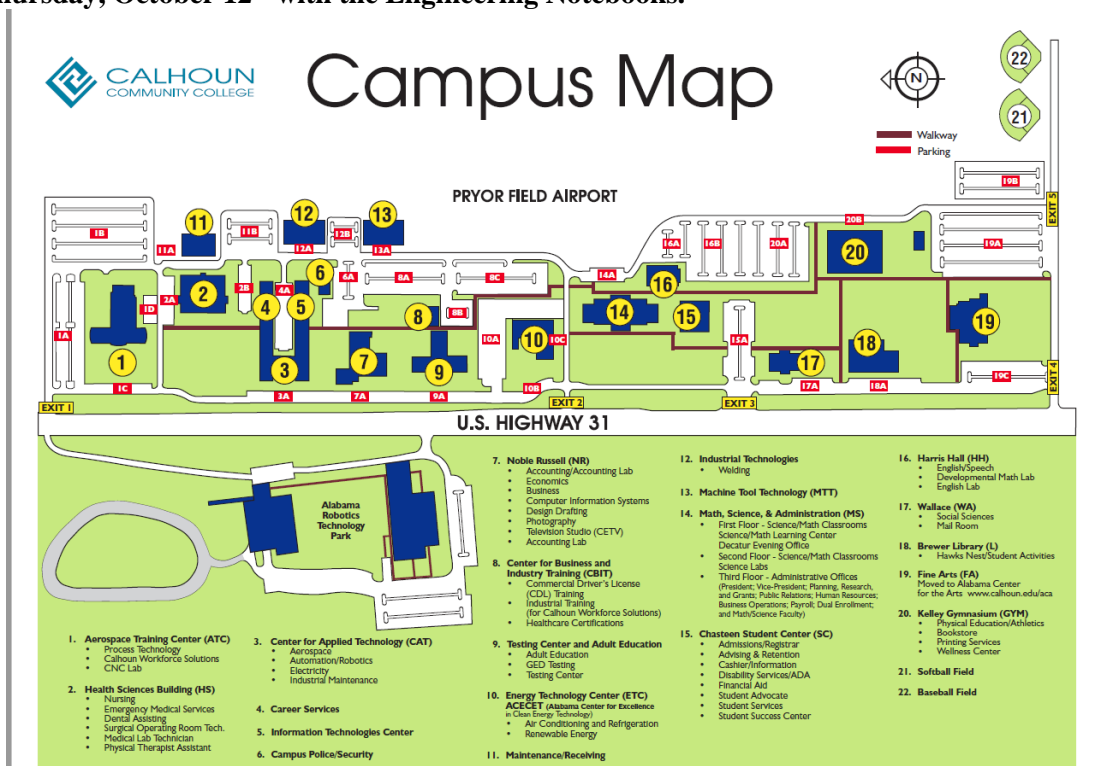 hursday, October 12 with the Engineering Notebooks.
CALHOUN
COMMUNITY COLLEGE
Campus Map
N
22
21
Walkway
Parking
PRYOR FIELD AIRPORT
19B
EXIT 5
11
12
13
1B
11A
11B
12A
12B
13A
20B
16A
16B
20A
19A
20
6
6A
8A
8C
14A
16
2
2B
4A
4
5
1D
2A
8
8B
14
15
19
1A
10A
10
10C
15A
18
1
3
7
9
17
19C
EXIT 4
1C
3A
7A
9A
10B
17A
18A
EXIT 1
EXIT 2
EXIT 3
U.S. HIGHWAY 31
Alabama
Robotics
Technology
Park
1. Aerospace Training Center (ATC)
• Process Technology
• Calhoun Workforce Solutions
• CNC Lab
2. Health Sciences Building (HS)
• Nursing
• Emergency Medical Services
• Dental Assisting
• Surgical Operating Room Tech.
• Medical Lab Technician
• Physical Therapist Assistant
3. Center for Applied Technology (CAT)
• Aerospace
• Automation/Robotics
• Electricity
• Industrial Maintenance
4. Career Services
5. Information Technologies Center
6. Campus Police/Security
7. Noble Russell (NR)
• Accounting/Accounting Lab
• Economics
• Business
• Computer Information Systems
• Design Drafting
• Photography
• Television Studio (CETV)
• Accounting Lab
8. Center for Business and
Industry Training (CBIT)
• Commercial Driver's License
(CDL) Training
• Industrial Training
(for Calhoun Workforce Solutions)
• Healthcare Certifications
9. Testing Center and Adult Education
• Adult Education
• GED Testing
• Testing Center
10. Energy Technology Center (ETC)
ACECET (Alabama Center for Excellence
in Clean Energy Technology)
• Air Conditioning and Refrigeration
• Renewable Energy
11. Maintenance/Receiving
12. Industrial Technologies
• Welding
13. Machine Tool Technology (MTT)
14. Math, Science, & Administration (MS)
• First Floor - Science/Math Classrooms
Science/Math Learning Center
Decatur Evening Office
• Second Floor - Science/Math Classrooms
Science Labs
• Third Floor - Administrative Offices
(President; Vice-President; Planning, Research,
and Grants; Public Relations; Human Resources;
Business Operations; Payroll; Dual Enrollment;
and Math/Science Faculty)
15. Chasteen Student Center (SC)
• Admissions/Registrar
• Advising & Retention
• Cashier/Information
• Disability Services/ADA
• Financial Aid
• Student Advocate
• Student Services
• Student Success Center
16. Harris Hall (HH)
• English/Speech
• Developmental Math Lab
• English Lab
17. Wallace (WA)
• Social Sciences
• Mail Room
18. Brewer Library (L)
• Hawks Nest/Student Activities
19. Fine Arts (FA)
Moved to Alabama Center
for the Arts www.calhoun.edu/aca
20. Kelley Gymnasium (GYM)
• Physical Education/Athletics
• Bookstore
• Printing Services
• Wellness Center
21. Softball Field
22. Baseball Field